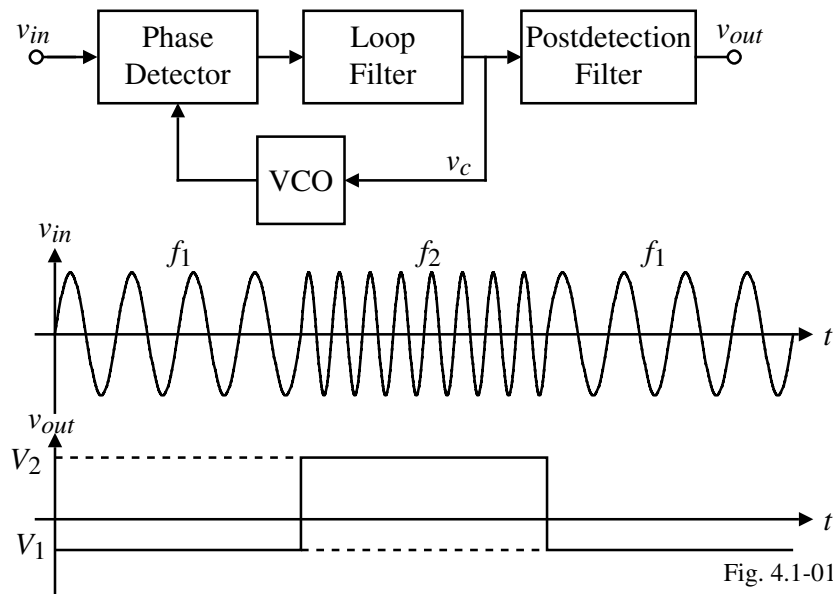 v_in
Phase
Detector
Loop
Filter
Postdetection
Filter
v_out
VCO
v_c
v_in
f_1
f_2
f_1
t
v_out
V_2
t
V_1
Fig. 4.1-01